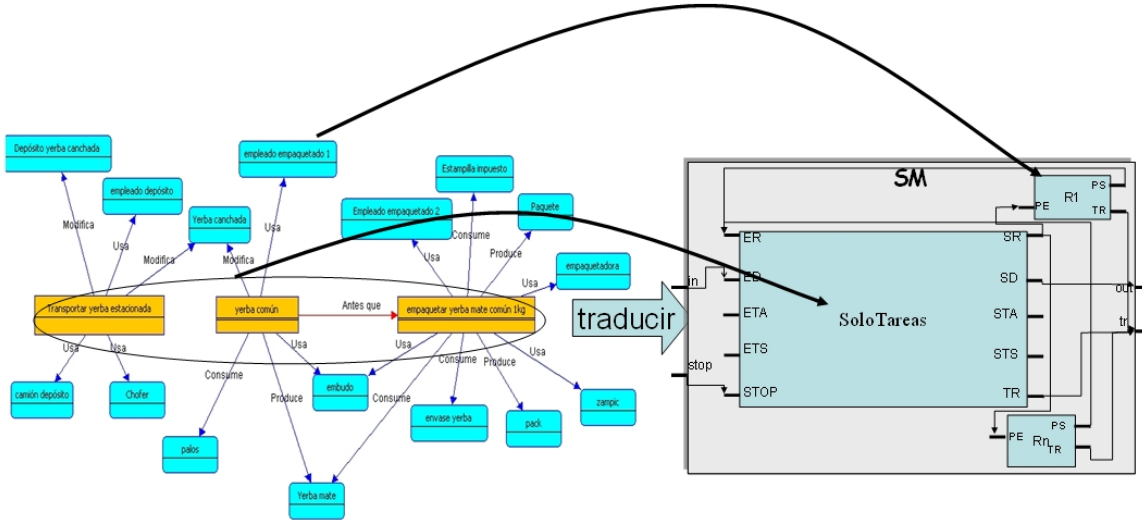 Depósito yerba canchada
empleado depósito
Yerba canchada
empleado empaquetado 1
Empleado empaquetado 2
Estampilla impuesto
Paquete
empaquetadora
Modifica
Usa
Modifica
Modifica
Usa
Usa
Consume
Produce
Usa
Transportar yerba estacionada
yerba común
Antes que
empaquetar yerba mate común 1kg
Usa
Usa
Consume
Usa
Produce
Usa
Consume
Consume
Produce
Usa
camión depósito
Chofer
palos
embudo
Yerba mate
envase yerba
pack
zampic
traducir
SM
R1
PE
PS
TR
in
stop
ER
ED
ETA
ETS
STOP
SoloTareas
SR
SD
STA
STS
TR
out
tr
PE
Rn
PS
TR